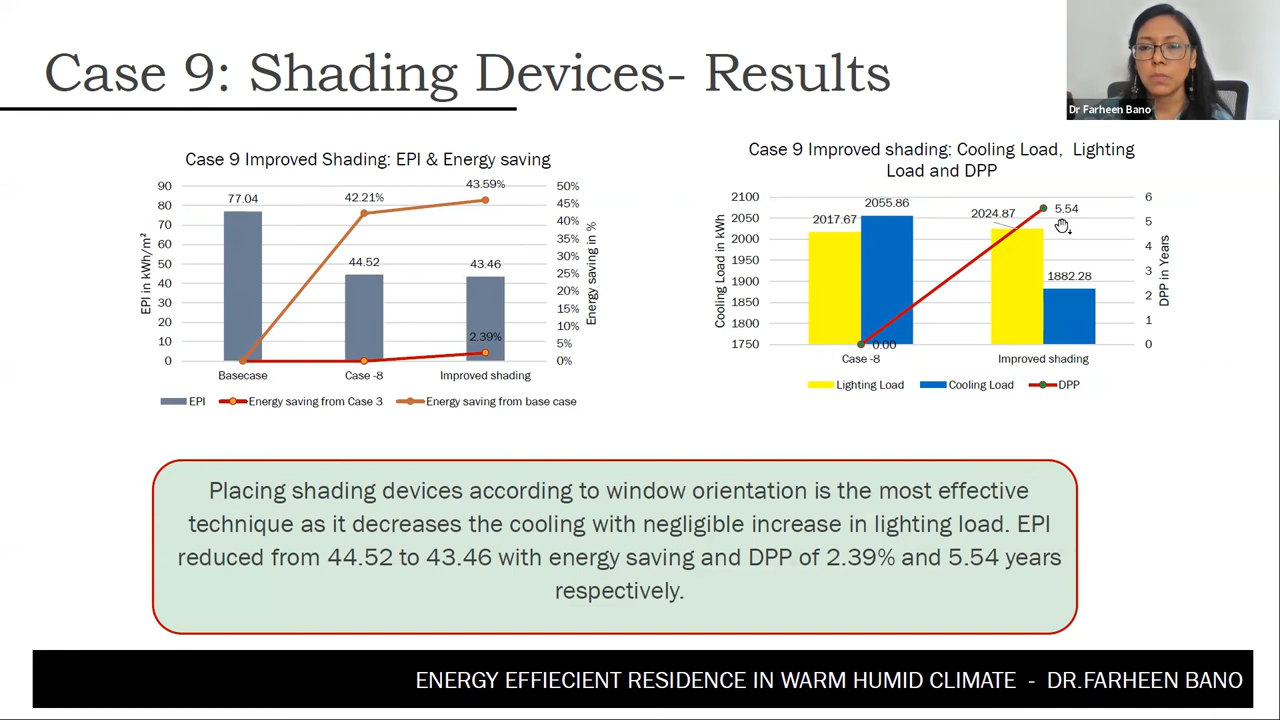 Case 9: Shading Devices- Results
Dr Farheen Bano
Case 9 Improved Shading: EPI & Energy saving
90
80
70
60
50
40
30
20
10
0
EPI in kWh/m²
77.04
42.21%
43.59%
44.52
43.46
2.39%
50%
45%
40%
35%
30%
25%
20%
15%
10%
5%
0%
Energy saving in %
Basecase
Case -8
Improved shading
EPI
Energy saving from Case 3
Energy saving from base case
Case 9 Improved shading: Cooling Load, Lighting
Load and DPP
2100
2050
2000
1950
1900
1850
1800
1750
Cooling Load in kWh
2017.67
2055.86
2024.87
5.54
1882.28
0.00
6
5
4
3
2
1
0
DPP in Years
Case -8
Improved shading
Lighting Load
Cooling Load
DPP
Placing shading devices according to window orientation is the most effective
technique as it decreases the cooling with negligible increase in lighting load. EPI
reduced from 44.52 to 43.46 with energy saving and DPP of 2.39% and 5.54 years
respectively.
ENERGY EFFIECIENT RESIDENCE IN WARM HUMID CLIMATE - DR.FARHEEN BANO